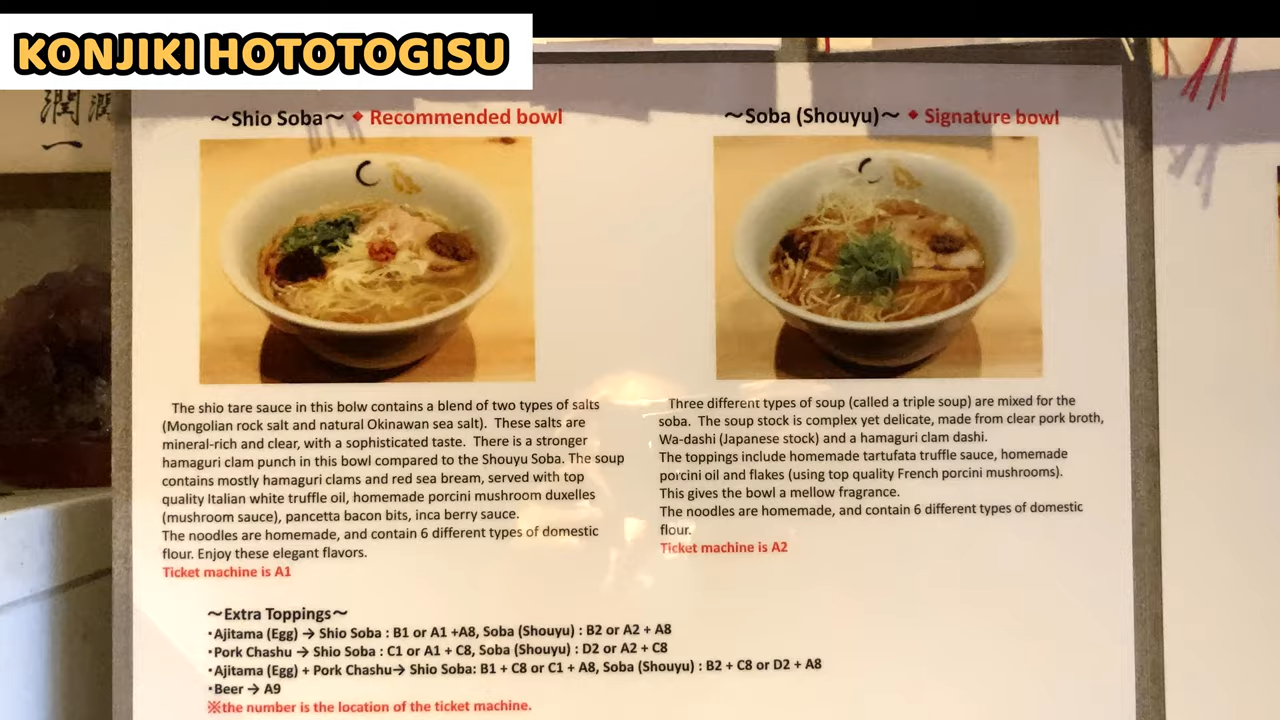 KONJIKI HOTOTOGISU
潤 潤
一
～Shio Soba～ ◆ Recommended bowl
The shio tare sauce in this bolw contains a blend of two types of salts
(Mongolian rock salt and natural Okinawan sea salt).  These salts are
mineral-rich and clear, with a sophisticated taste.  There is a stronger
hamaguri clam punch in this bowl compared to the Shouyu Soba. The soup
contains mostly hamaguri clams and red sea bream, served with top
quality Italian white truffle oil, homemade porcini mushroom duxelles
(mushroom sauce), pancetta bacon bits, inca berry sauce.
The noodles are homemade, and contain 6 different types of domestic
flour. Enjoy these elegant flavors.
Ticket machine is A1
～Soba (Shouyu)～ ◆ Signature bowl
Three different types of soup (called a triple soup) are mixed for the
soba.  The soup stock is complex yet delicate, made from clear pork broth,
Wa-dashi (Japanese stock) and a hamaguri clam dashi.
The toppings include homemade tartufata truffle sauce, homemade
porcini oil and flakes (using top quality French porcini mushrooms).
This gives the bowl a mellow fragrance.
The noodles are homemade, and contain 6 different types of domestic
flour.
Ticket machine is A2
～Extra Toppings～
・Ajitama (Egg) → Shio Soba : B1 or A1 +A8, Soba (Shouyu) : B2 or A2 + A8
・Pork Chashu → Shio Soba : C1 or A1 + C8, Soba (Shouyu) : D2 or A2 + C8
・Ajitama (Egg) + Pork Chashu→ Shio Soba: B1 + C8 or C1 + A8, Soba (Shouyu) : B2 + C8 or D2 + A8
・Beer → A9
※the number is the location of the ticket machine.